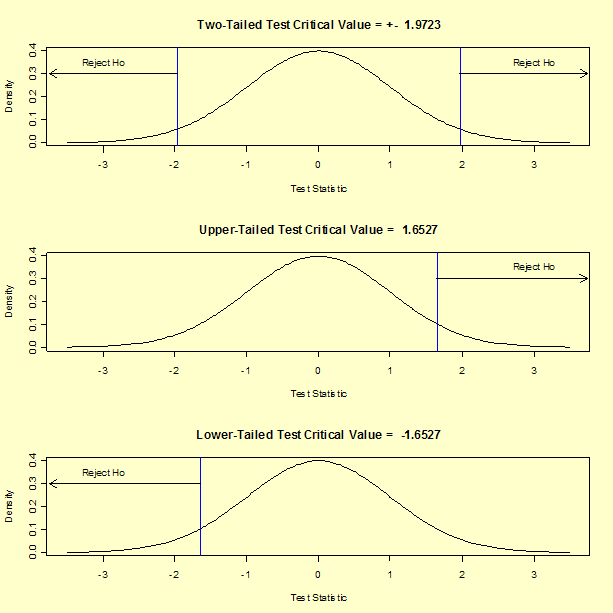 Two-Tailed Test Critical Value = +- 1.9723
Reject Ho
Reject Ho
Density
0.0 0.1 0.2 0.3 0.4
-3 -2 -1 0 1 2 3
Test Statistic
Upper-Tailed Test Critical Value = 1.6527
Reject Ho
Density
0.0 0.1 0.2 0.3 0.4
-3 -2 -1 0 1 2 3
Test Statistic
Lower-Tailed Test Critical Value = -1.6527
Reject Ho
Density
0.0 0.1 0.2 0.3 0.4
-3 -2 -1 0 1 2 3
Test Statistic